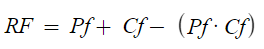 RF = Pf + Cf − (Pf · Cf)